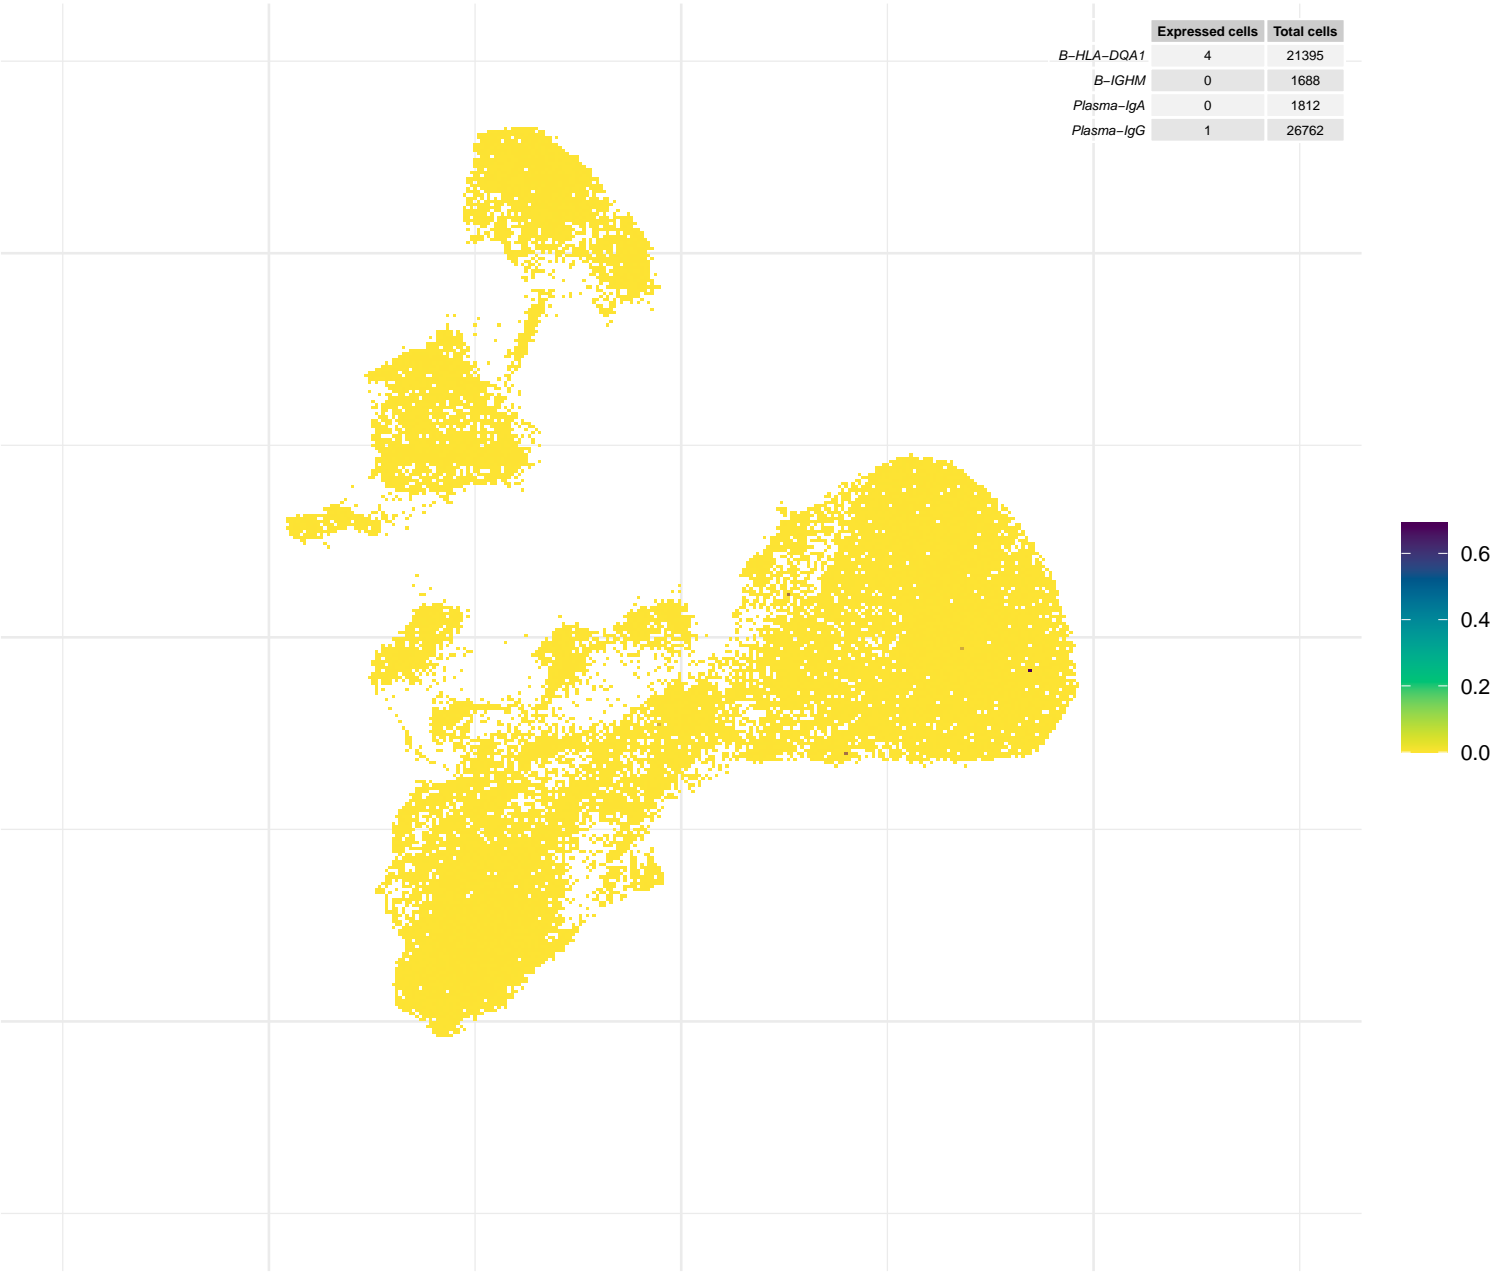 Expressed cells Total cells
B−HLA−DQA1 4 21395
B−IGHM 0 1688
Plasma−IgA 0 1812
Plasma−IgG 1 26762
0.6
0.4
0.2
0.0